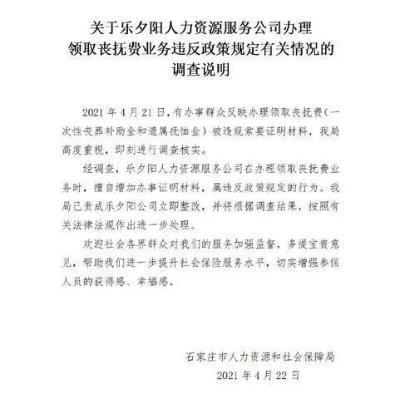 关于乐夕阳人力资源服务公司办理
领取丧抚费业务违反政策规定有关情况的
调查说明
2021 年 4 月 21 日,有办事群众反映办理领取丧抚费(一
次性丧葬补助金和遗属抚恤金)被违规索要证明材料,我局
高度重视,即刻进行调查核实。
经调查,乐夕阳人力资源服务公司在办理领取丧抚费业
务时,擅自增加办事证明材料,属违反政策规定的行为。我
局已责成乐夕阳公司立即整改,并将根据调查结果,按照有
关法律法规作出进一步处理。
欢迎社会各界群众对我们的服务加强监督,多提宝贵意
见,帮助我们进一步提升社会保险服务水平,切实增强参保
人员的获得感、幸福感。
石家庄市人力资源和社会保障局
2021 年 4 月 22 日